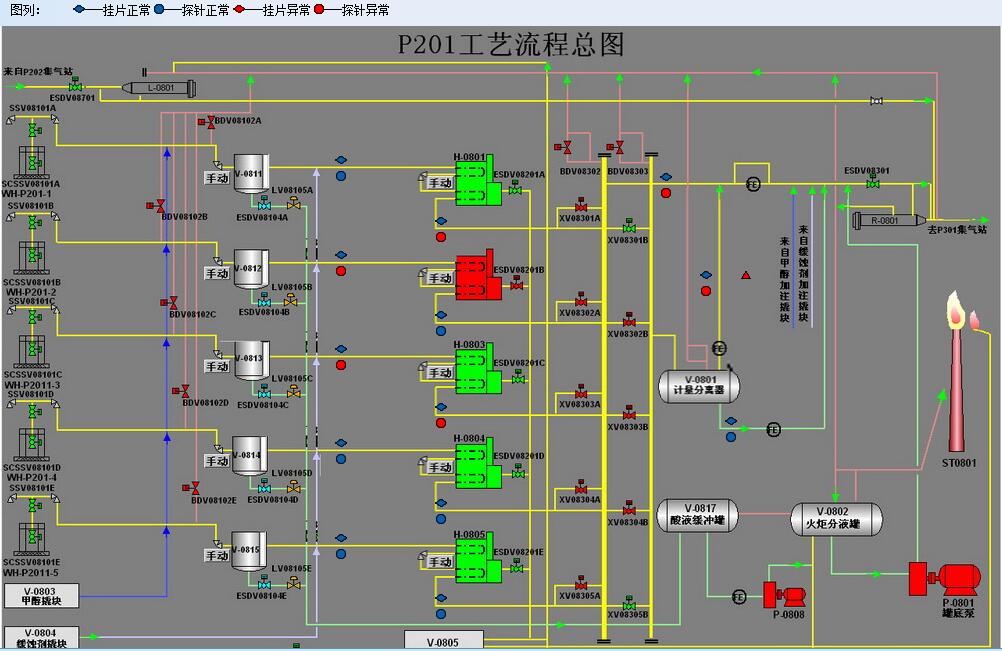 图列: 挂片正常 探针正常 挂片异常 探针异常
P201工艺流程总图
来自P202集气站
ESDV08701
L-0801
SSV08101A
SCSSV08101A
WH-P201-1
SSV08101B
SCSSV08101B
WH-P201-2
SSV08101C
SCSSV08101C
WH-P2011-3
SSV08101D
SCSSV08101D
WH-P201-4
SSV08101E
SCSSV08101E
WH-P2011-5
V-0803
甲醇撬块
V-0804
缓蚀剂撬块
BDV08102A
BDV08102B
BDV08102C
BDV08102D
BDV08102E
手动
V-0811
LV08105A
ESDV08104A
手动
V-0812
LV08105B
ESDV08104B
手动
V-0813
LV08105C
ESDV08104C
手动
V-0814
LV08105D
ESDV08104D
手动
V-0815
LV08105E
ESDV08104E
H-0801
手动
ESDV08201A
手动
ESDV08201B
H-0803
手动
ESDV08201C
H-0804
手动
ESDV08201D
H-0805
手动
ESDV08201E
V-0805
BDV08302
BDV08303
XV08301A
XV08301B
XV08302A
XV08302B
XV08303A
XV08303B
XV08304A
XV08304B
XV08305A
XV08305B
FE
ESDV08301
R-0801
去P301集气站
来自甲醇加注撬块
来自缓蚀剂加注撬块
FE
V-0801
计量分离器
FE
ST0801
V-0817
酸液缓冲罐
V-0802
火炬分液罐
FE
P-0808
P-0801
罐底泵